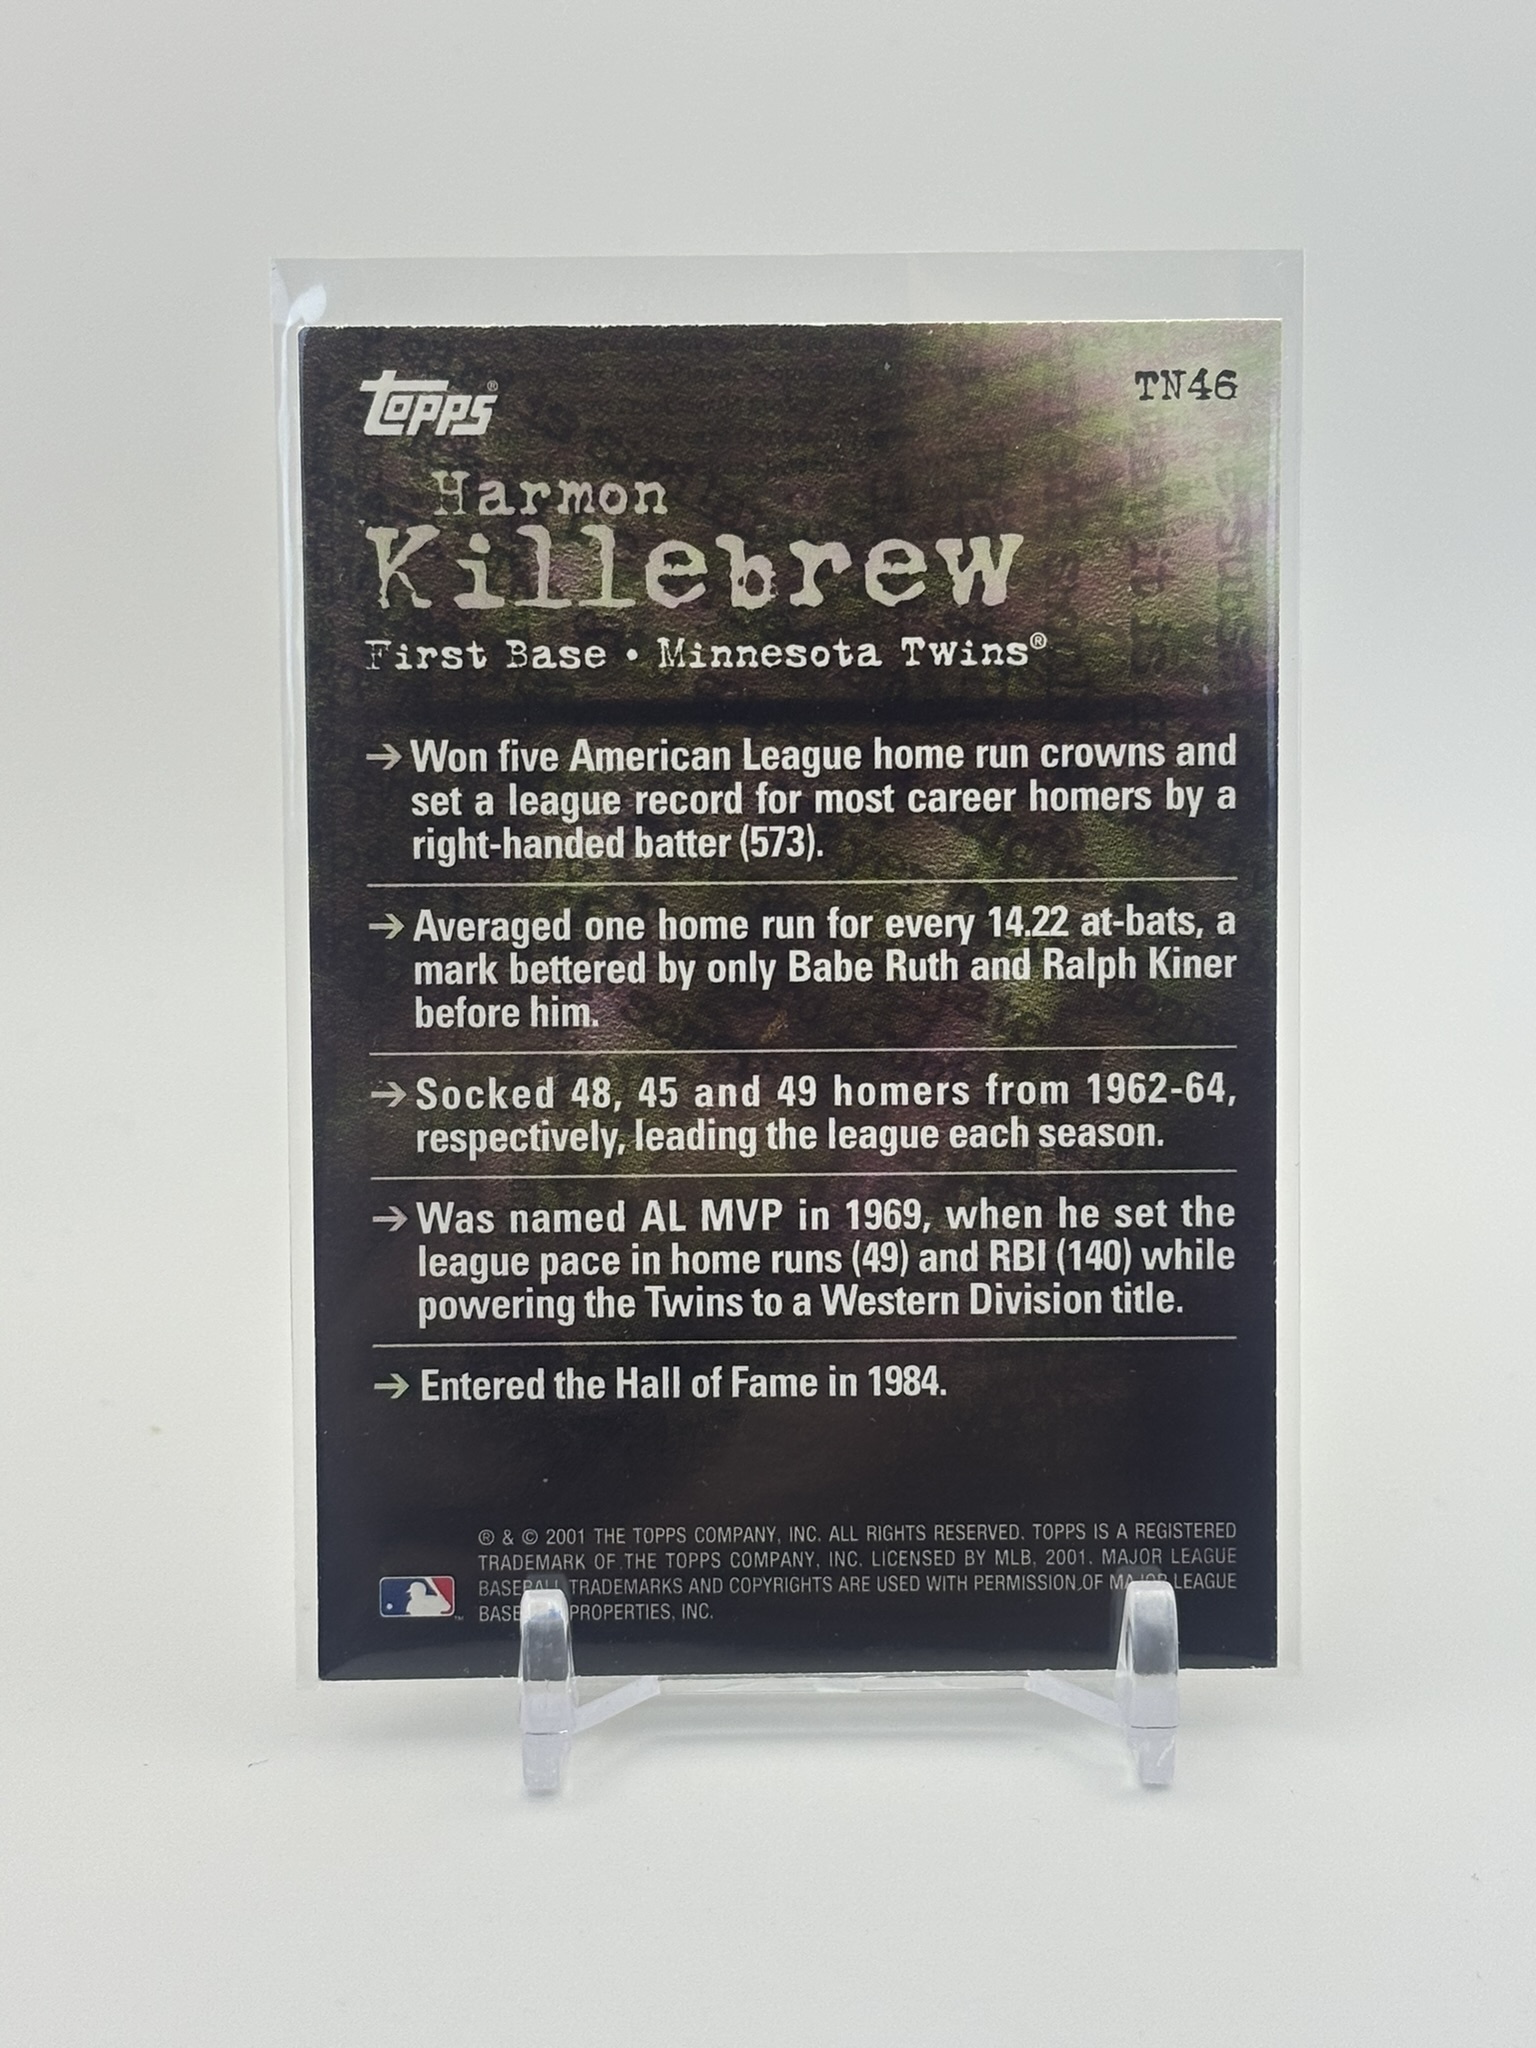 Topps®
TN46
Harmon
Killebrew
First Base • Minnesota Twins®
→ Won five American League home run crowns and
set a league record for most career homers by a
right-handed batter (573).
→ Averaged one home run for every 14.22 at-bats, a
mark bettered by only Babe Ruth and Ralph Kiner
before him.
→ Socked 48, 45 and 49 homers from 1962-64,
respectively, leading the league each season.
→ Was named AL MVP in 1969, when he set the
league pace in home runs (49) and RBI (140) while
powering the Twins to a Western Division title.
→ Entered the Hall of Fame in 1984.
® & © 2001 THE TOPPS COMPANY, INC. ALL RIGHTS RESERVED. TOPPS IS A REGISTERED
TRADEMARK OF THE TOPPS COMPANY, INC. LICENSED BY MLB, 2001. MAJOR LEAGUE
BASEBALL TRADEMARKS AND COPYRIGHTS ARE USED WITH PERMISSION OF MAJOR LEAGUE
BASEBALL PROPERTIES, INC.